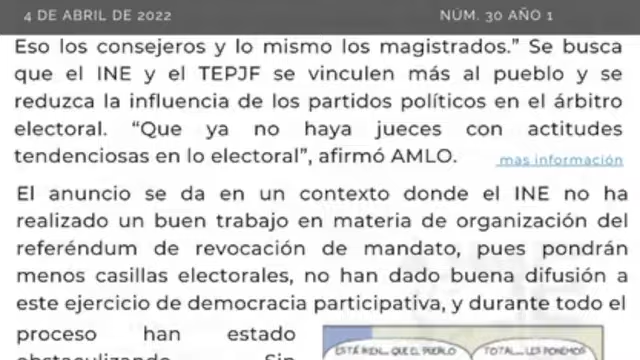 4 DE ABRIL DE 2022
NÚM. 30 AÑO 1
Eso los consejeros y lo mismo los magistrados.” Se busca
que el INE y el TEPJF se vinculen más al pueblo y se
reduzca la influencia de los partidos políticos en el árbitro
electoral. “Que ya no haya jueces con actitudes
tendenciosas en lo electoral”, afirmó AMLO.
mas información
El anuncio se da en un contexto donde el INE no ha
realizado un buen trabajo en materia de organización del
referéndum de revocación de mandato, pues pondrán
menos casillas electorales, no han dado buena difusión a
este ejercicio de democracia participativa, y durante todo el
proceso han estado
obstaculizando. Sin
ESTÁ BIEN... QUE EL PUEBLO
TOTAL... LES PONEMOS